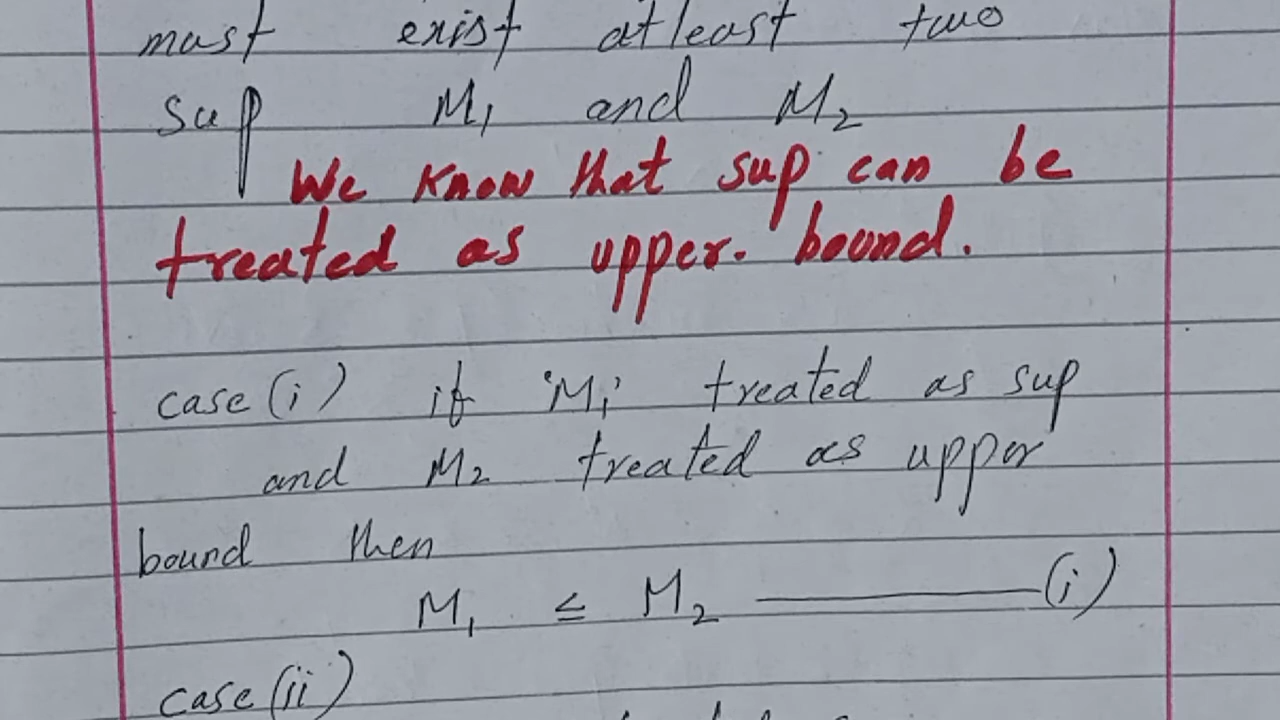 must exist atleast two
sup M₁ and M₂
We know that sup can be
treated as upper. bound.
case (i) if 'M₁' treated as sup
and M₂ treated as upper
bound then
M₁ ≤ M₂ ———— (i)
case (ii)